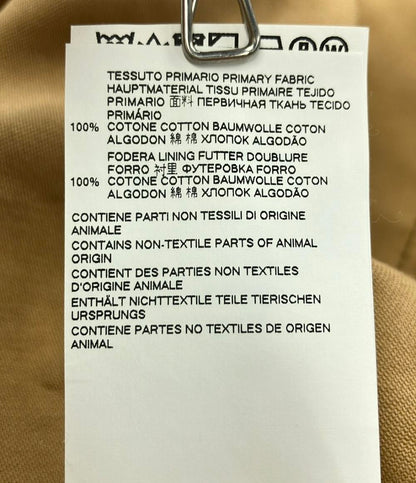 TESSUTO PRIMARIO PRIMARY FABRIC
HAUPTMATERIAL TISSU PRIMAIRE TEJIDO
PRIMARIO 面料 ПЕРВИЧНАЯ ТКАНЬ TECIDO
PRIMÁRIO
100% COTONE COTTON BAUMWOLLE COTON
ALGODON 綿 棉 ХЛОПОК ALGODÃO
FODERA LINING FUTTER DOUBLURE
FORRO 衬里 ФУТЕРОВКА FORRO
100% COTONE COTTON BAUMWOLLE COTON
ALGODON 綿 棉 ХЛОПОК ALGODÃO
CONTIENE PARTI NON TESSILI DI ORIGINE
ANIMALE
CONTAINS NON-TEXTILE PARTS OF ANIMAL
ORIGIN
CONTIENT DES PARTIES NON TEXTILES
D'ORIGINE ANIMALE
ENTHÄLT NICHTTEXTILE TEILE TIERISCHEN
URSPRUNGS
CONTIENE PARTES NO TEXTILES DE ORIGEN
ANIMAL